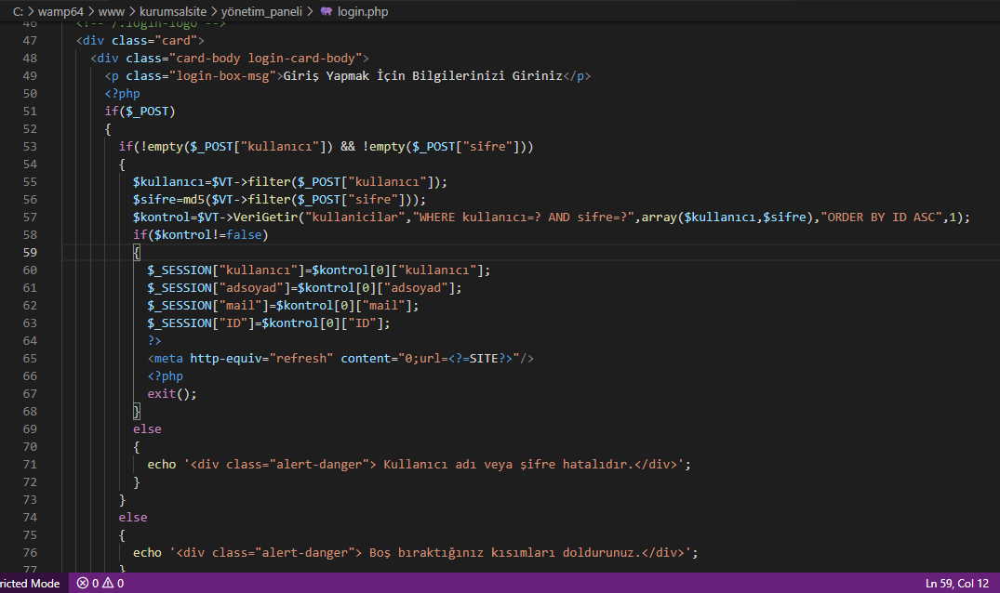 C: > wamp64 > www > kurumsalsite > yönetim_paneli > login.php
46 <!-- /.login-logo -->
47 <div class="card">
48 <div class="card-body login-card-body">
49 <p class="login-box-msg">Giriş Yapmak İçin Bilgilerinizi Giriniz</p>
50 <?php
51 if($_POST)
52 {
53 if(!empty($_POST["kullanıcı"]) && !empty($_POST["sifre"]))
54 {
55 $kullanıcı=$VT->filter($_POST["kullanıcı"]);
56 $sifre=md5($VT->filter($_POST["sifre"]));
57 $kontrol=$VT->VeriGetir("kullanicilar","WHERE kullanıcı=? AND sifre=?",array($kullanıcı,$sifre),"ORDER BY ID ASC",1);
58 if($kontrol!=false)
59 {
60 $_SESSION["kullanıcı"]=$kontrol[0]["kullanıcı"];
61 $_SESSION["adsoyad"]=$kontrol[0]["adsoyad"];
62 $_SESSION["mail"]=$kontrol[0]["mail"];
63 $_SESSION["ID"]=$kontrol[0]["ID"];
64 ?>
65 <meta http-equiv="refresh" content="0;url=<?=SITE?>"/>
66 <?php
67 exit();
68 }
69 else
70 {
71 echo '<div class="alert-danger"> Kullanıcı adı veya şifre hatalıdır.</div>';
72 }
73 }
74 else
75 {
76 echo '<div class="alert-danger"> Boş bıraktığınız kısımları doldurunuz.</div>';
77 }
ricted Mode 0 0 Ln 59, Col 12